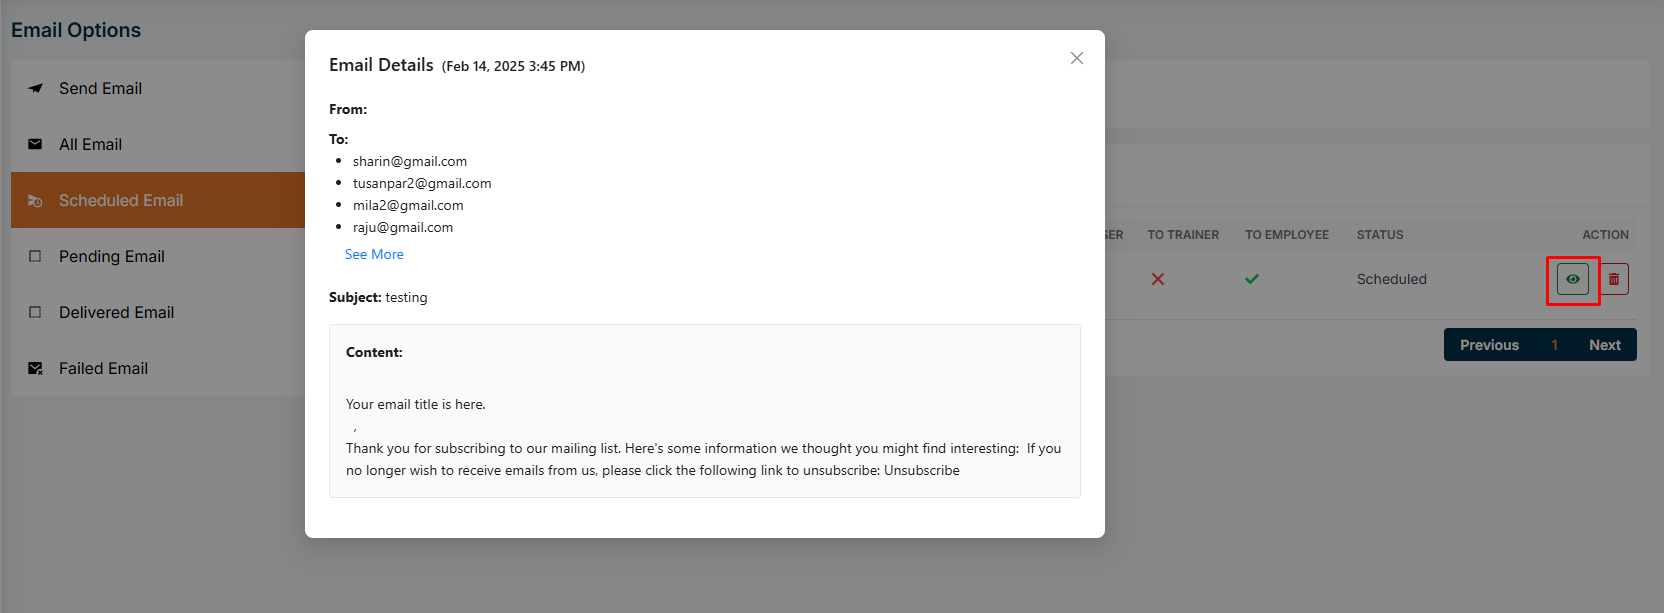 Email Options
Send Email
All Email
Scheduled Email
Pending Email
Delivered Email
Failed Email
Email Details (Feb 14, 2025 3:45 PM)
From:
To:
• sharin@gmail.com
• tusanpar2@gmail.com
• mila2@gmail.com
• raju@gmail.com
See More
Subject: testing
Content:
Your email title is here.
,
Thank you for subscribing to our mailing list. Here's some information we thought you might find interesting:  If you
no longer wish to receive emails from us, please click the following link to unsubscribe: Unsubscribe
TO TRAINER TO EMPLOYEE STATUS ACTION
Scheduled
Previous 1 Next